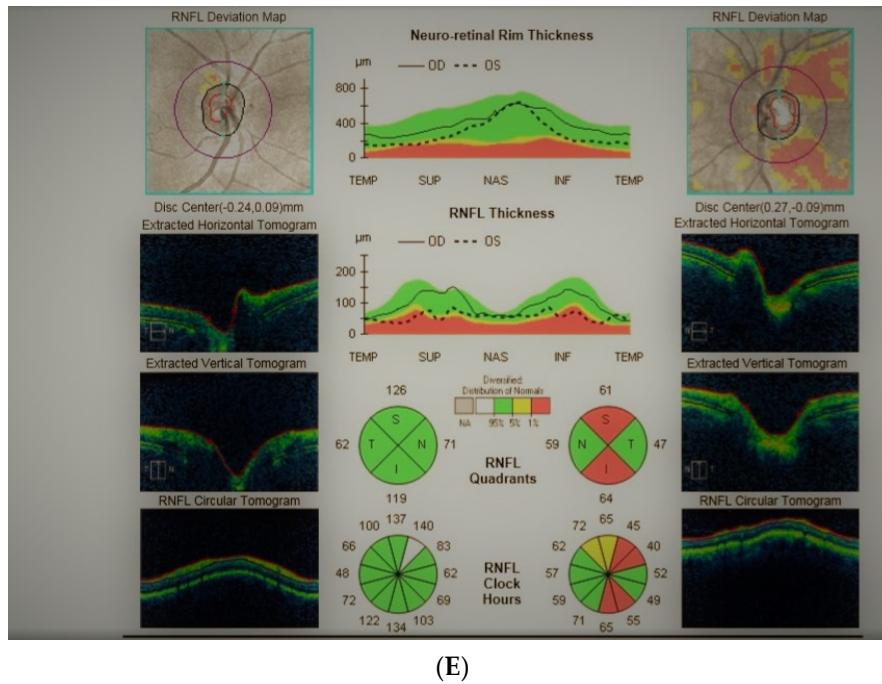 RNFL Deviation Map
RNFL Deviation Map
Neuro-retinal Rim Thickness
µm
OD
OS
800
400
0
TEMP SUP NAS INF TEMP
Disc Center(-0.24,0.09)mm
Disc Center(0.27,-0.09)mm
Extracted Horizontal Tomogram
Extracted Horizontal Tomogram
RNFL Thickness
µm
OD
OS
200
100
0
TEMP SUP NAS INF TEMP
T N
N T
Extracted Vertical Tomogram
Extracted Vertical Tomogram
Diversified:
Distribution of Normals
NA 95% 5% 1%
126
62 S T N I 71
119
RNFL
Quadrants
61
59 S N T I 47
64
RNFL Circular Tomogram
RNFL Circular Tomogram
137
100 140
66 83
48 62
72 69
122 103
134
RNFL
Clock
Hours
65
72 45
62 40
57 52
59 49
71 55
65
(E)